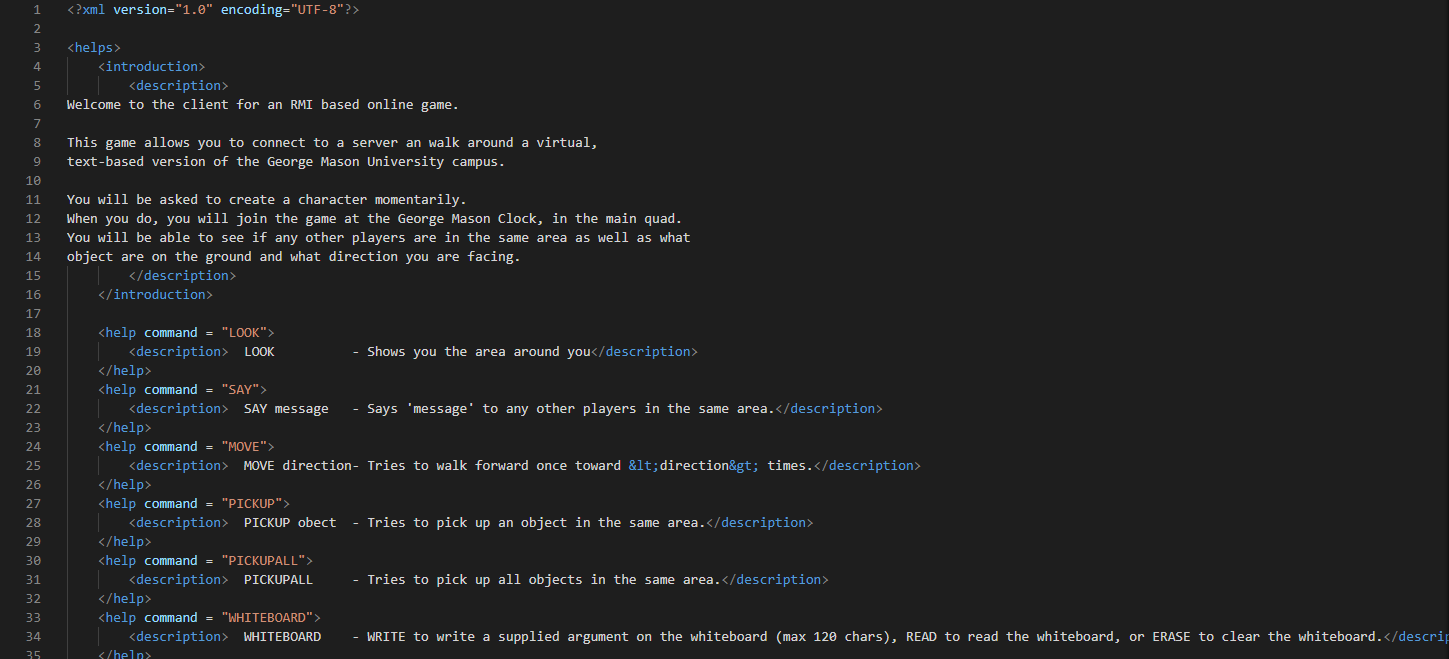 1 <?xml version="1.0" encoding="UTF-8"?>
2
3 <helps>
4     <introduction>
5         <description>
6 Welcome to the client for an RMI based online game.
7
8 This game allows you to connect to a server an walk around a virtual,
9 text-based version of the George Mason University campus.
10
11 You will be asked to create a character momentarily.
12 When you do, you will join the game at the George Mason Clock, in the main quad.
13 You will be able to see if any other players are in the same area as well as what
14 object are on the ground and what direction you are facing.
15         </description>
16     </introduction>
17
18     <help command = "LOOK">
19         <description>  LOOK          - Shows you the area around you</description>
20     </help>
21     <help command = "SAY">
22         <description>  SAY message   - Says 'message' to any other players in the same area.</description>
23     </help>
24     <help command = "MOVE">
25         <description>  MOVE direction- Tries to walk forward once toward &lt;direction&gt; times.</description>
26     </help>
27     <help command = "PICKUP">
28         <description>  PICKUP obect  - Tries to pick up an object in the same area.</description>
29     </help>
30     <help command = "PICKUPALL">
31         <description>  PICKUPALL     - Tries to pick up all objects in the same area.</description>
32     </help>
33     <help command = "WHITEBOARD">
34         <description>  WHITEBOARD    - WRITE to write a supplied argument on the whiteboard (max 120 chars), READ to read the whiteboard, or ERASE to clear the whiteboard.</descrip
35     </help>